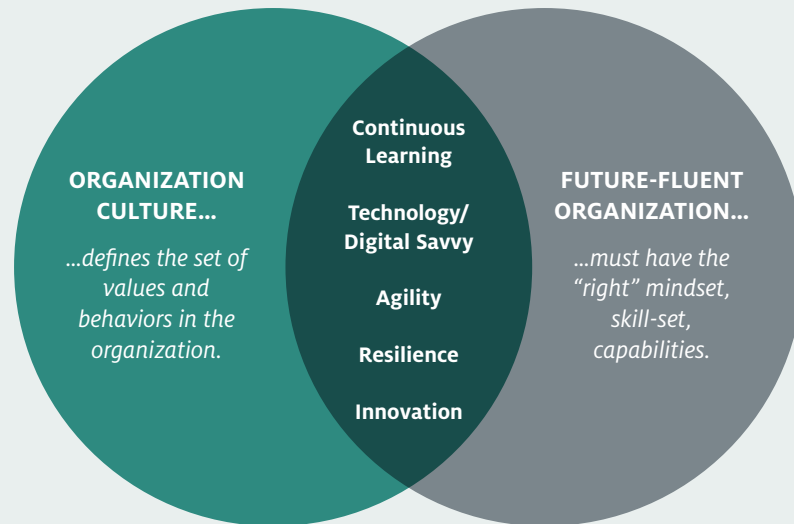 ORGANIZATION
CULTURE...
...defines the set of
values and
behaviors in the
organization.
Continuous
Learning
Technology/
Digital Savvy
Agility
Resilience
Innovation
FUTURE-FLUENT
ORGANIZATION...
...must have the
“right” mindset,
skill-set,
capabilities.